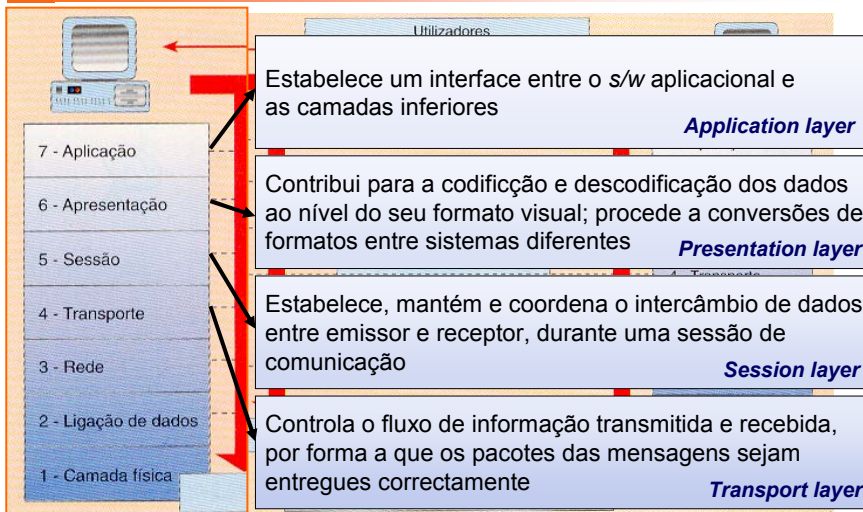 Utilizadores
7 - Aplicação
6 - Apresentação
5 - Sessão
4 - Transporte
3 - Rede
2 - Ligação de dados
1 - Camada física
Estabelece um interface entre o s/w aplicacional e
as camadas inferiores
Application layer
Contribui para a codificção e descodificação dos dados
ao nível do seu formato visual; procede a conversões de
formatos entre sistemas diferentes
Presentation layer
4 - Transporte
Estabelece, mantém e coordena o intercâmbio de dados
entre emissor e receptor, durante uma sessão de
comunicação
Session layer
Controla o fluxo de informação transmitida e recebida,
por forma a que os pacotes das mensagens sejam
entregues correctamente
Transport layer